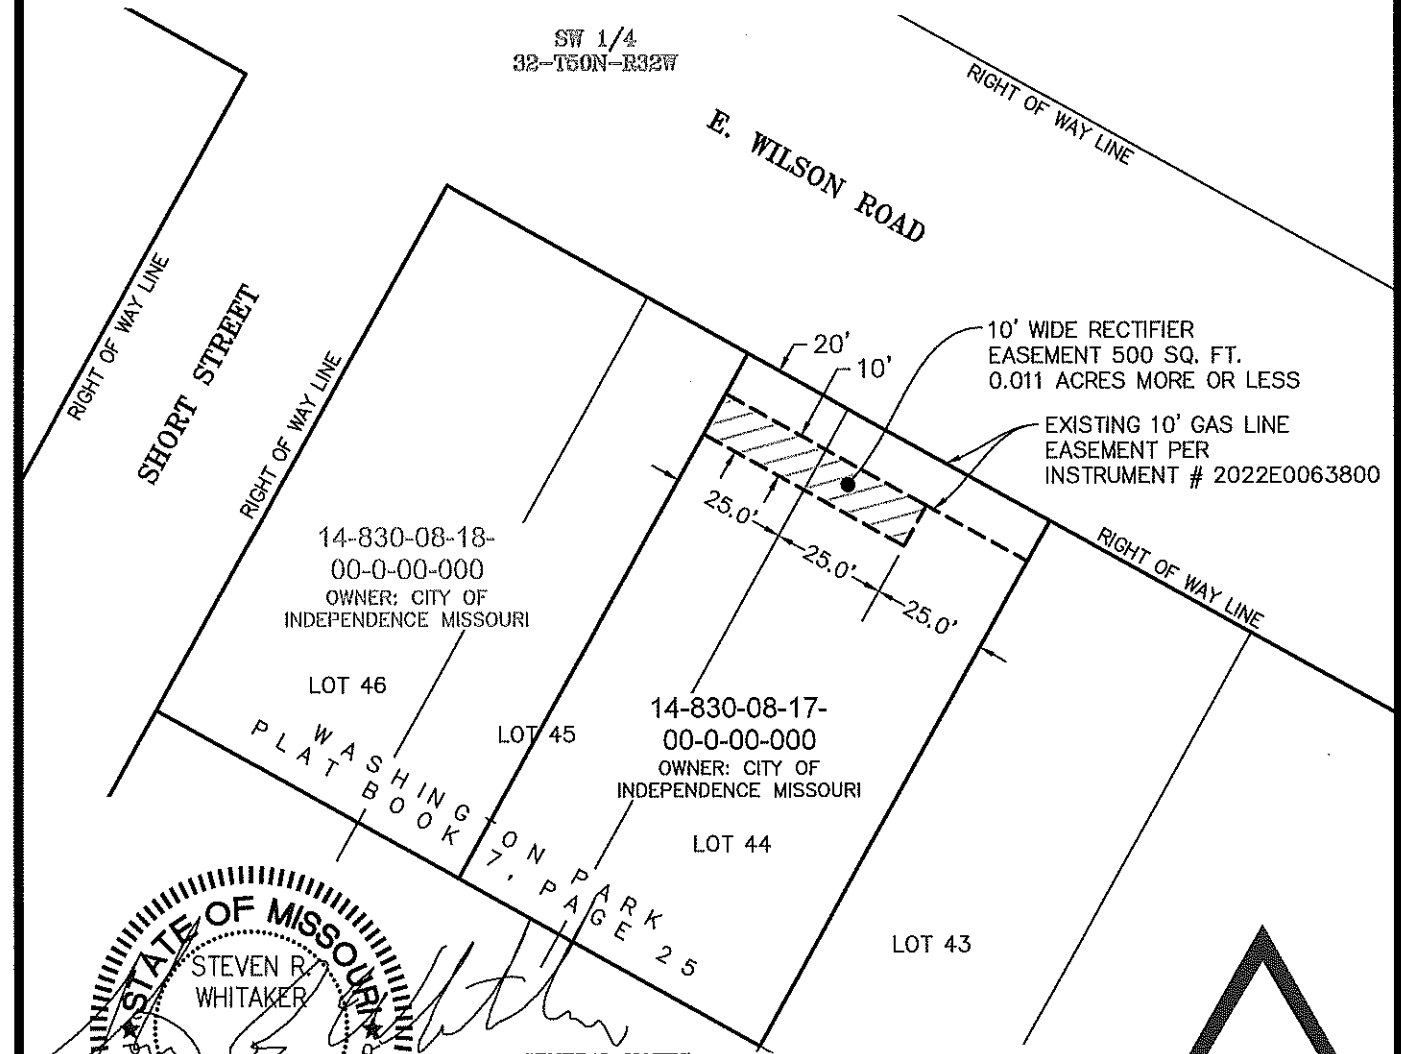 SW 1/4
32-T50N-R32W
RIGHT OF WAY LINE
E. WILSON ROAD
RIGHT OF WAY LINE
SHORT STREET
RIGHT OF WAY LINE
20'
10'
10' WIDE RECTIFIER
EASEMENT 500 SQ. FT.
0.011 ACRES MORE OR LESS
EXISTING 10' GAS LINE
EASEMENT PER
INSTRUMENT # 2022E0063800
25.0'
25.0'
25.0'
RIGHT OF WAY LINE
14-830-08-18-
00-0-00-000
OWNER: CITY OF
INDEPENDENCE MISSOURI
LOT 46
LOT 45
14-830-08-17-
00-0-00-000
OWNER: CITY OF
INDEPENDENCE MISSOURI
LOT 44
WASHINGTON PARK
PLAT BOOK 7, PAGE 25
LOT 43
STATE OF MISSOURI
STEVEN R.
WHITAKER